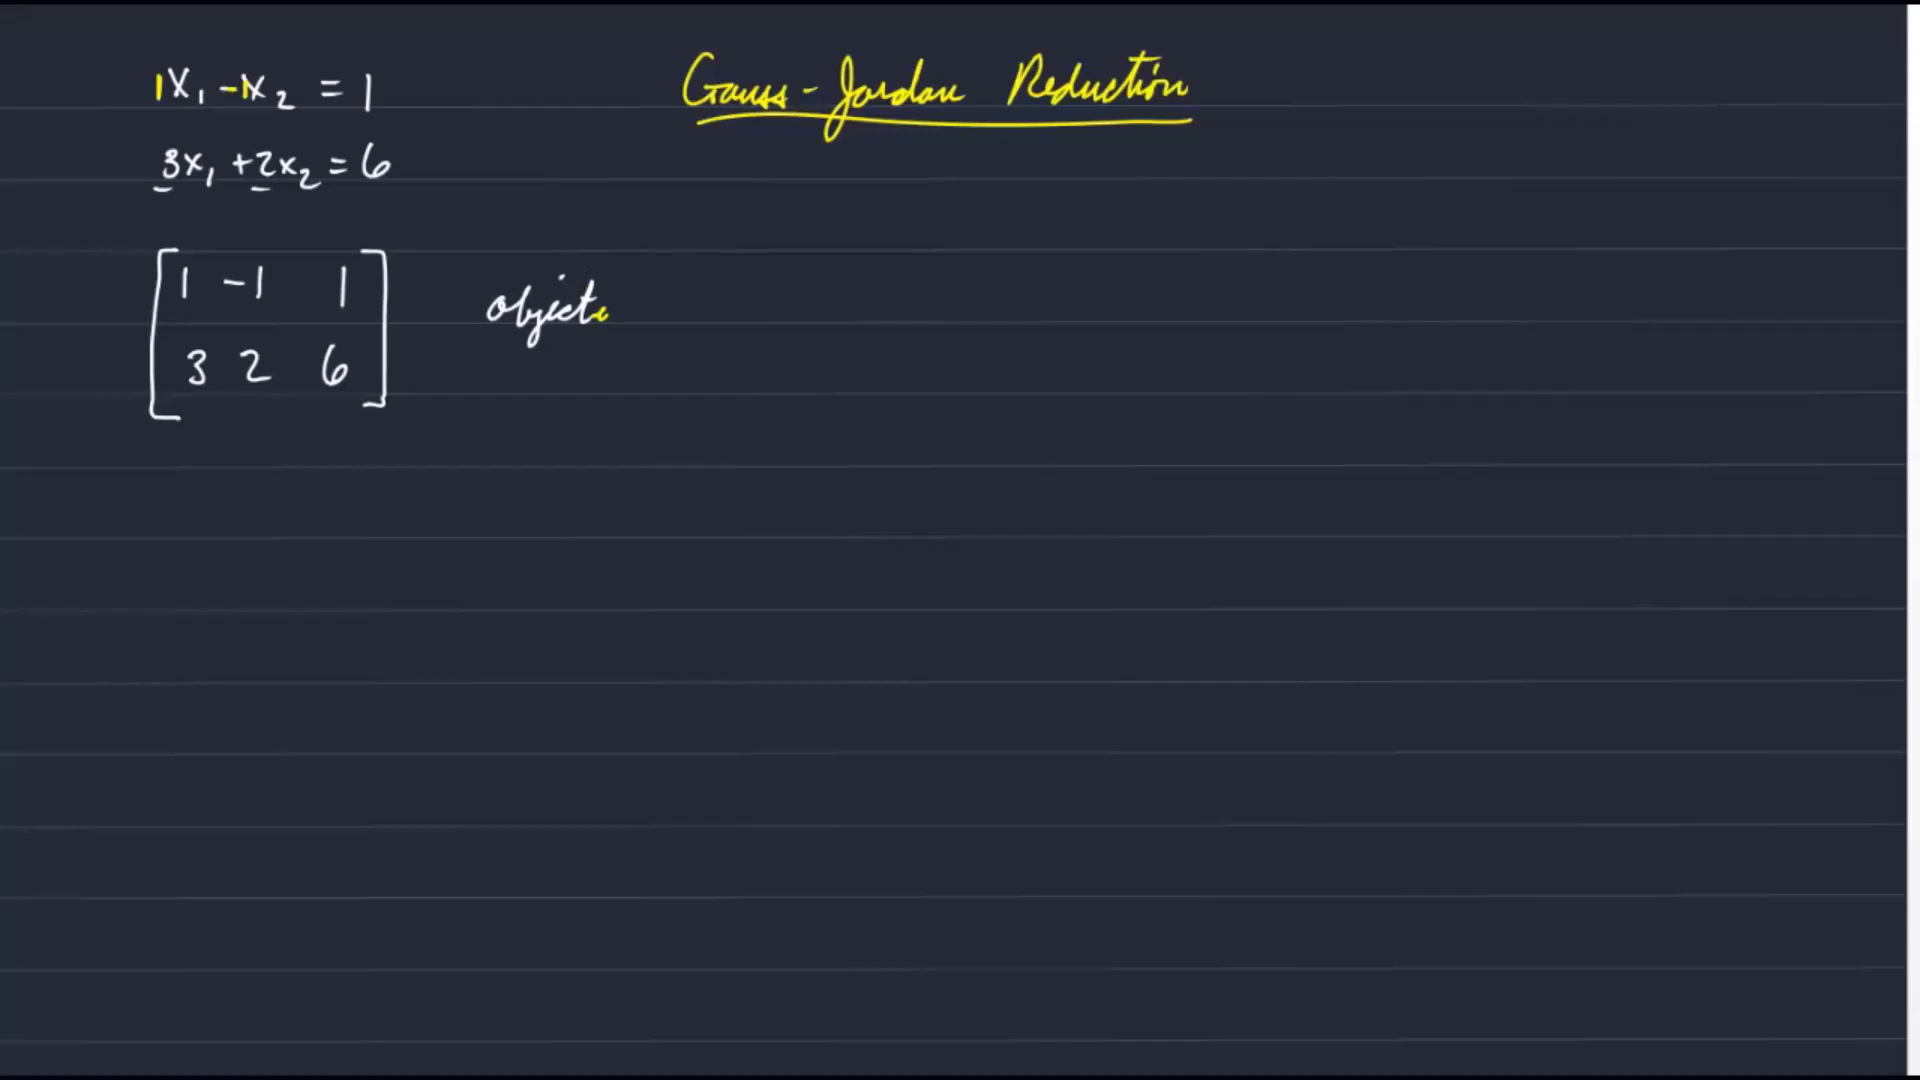 Gauss-Jordan Reduction
1x₁ -1x₂ = 1
3x₁ +2x₂ = 6
1 -1 1
3 2 6
object